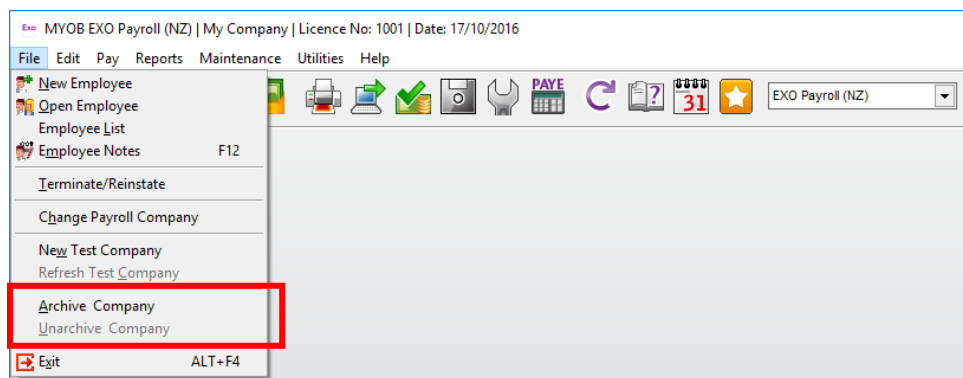 Exo MYOB EXO Payroll (NZ) | My Company | Licence No: 1001 | Date: 17/10/2016
File Edit Pay Reports Maintenance Utilities Help
New Employee
Open Employee
Employee List
Employee Notes F12
Terminate/Reinstate
Change Payroll Company
New Test Company
Refresh Test Company
Archive Company
Unarchive Company
Exit ALT+F4
PAYE
?
31
EXO Payroll (NZ)